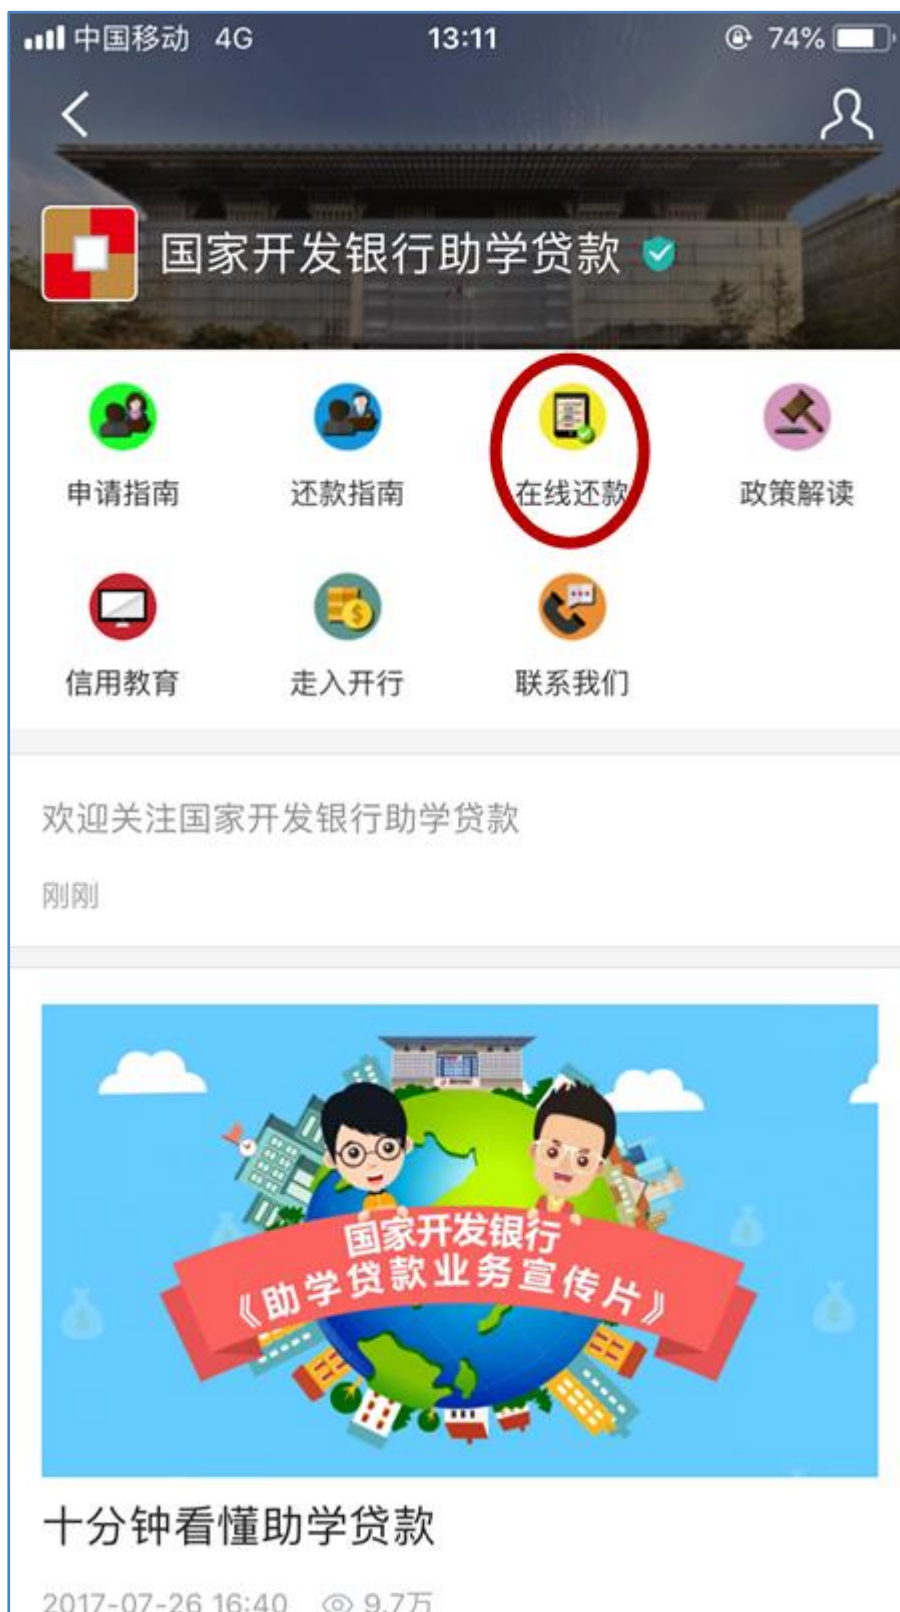 中国移动 4G 13:11 74%
国家开发银行助学贷款
申请指南 还款指南 在线还款 政策解读
信用教育 走入开行 联系我们
欢迎关注国家开发银行助学贷款
刚刚
国家开发银行
《助学贷款业务宣传片》
十分钟看懂助学贷款
2017-07-26 16:40 9.7万